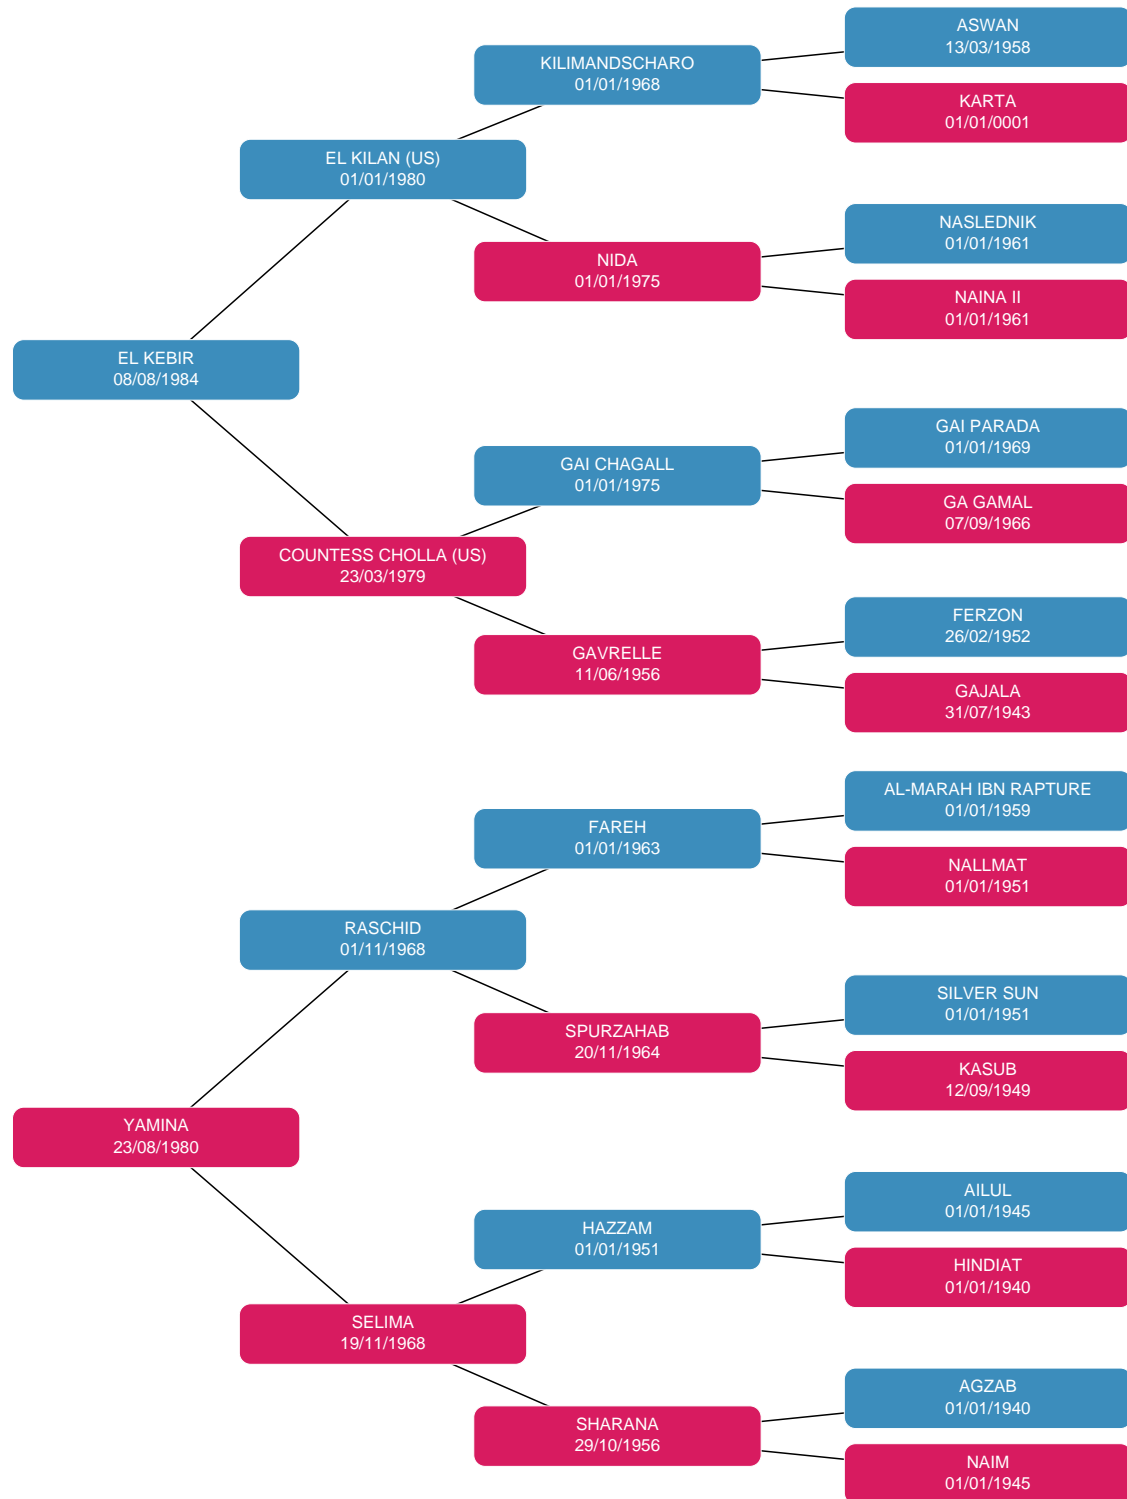 ASWAN
13/03/1958
KILIMANDSCHARO
01/01/1968
KARTA
01/01/0001
EL KILAN (US)
01/01/1980
NASLEDNIK
01/01/1961
NIDA
01/01/1975
NAINA II
01/01/1961
EL KEBIR
08/08/1984
GAI PARADA
01/01/1969
GAI CHAGALL
01/01/1975
GA GAMAL
07/09/1966
COUNTESS CHOLLA (US)
23/03/1979
FERZON
26/02/1952
GAVRELLE
11/06/1956
GAJALA
31/07/1943
AL-MARAH IBN RAPTURE
01/01/1959
FAREH
01/01/1963
NALLMAT
01/01/1951
RASCHID
01/11/1968
SILVER SUN
01/01/1951
SPURZAHAB
20/11/1964
KASUB
12/09/1949
YAMINA
23/08/1980
AILUL
01/01/1945
HAZZAM
01/01/1951
HINDIAT
01/01/1940
SELIMA
19/11/1968
AGZAB
01/01/1940
SHARANA
29/10/1956
NAIM
01/01/1945